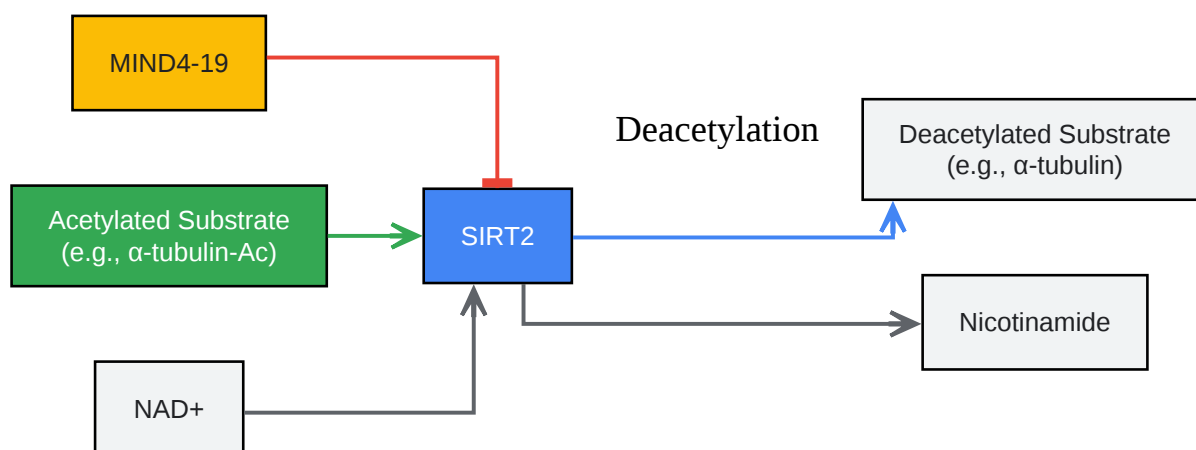 MIND4-19
Deacetylation
Deacetylated Substrate
(e.g., α-tubulin)
Acetylated Substrate
(e.g., α-tubulin-Ac)
SIRT2
Nicotinamide
NAD+